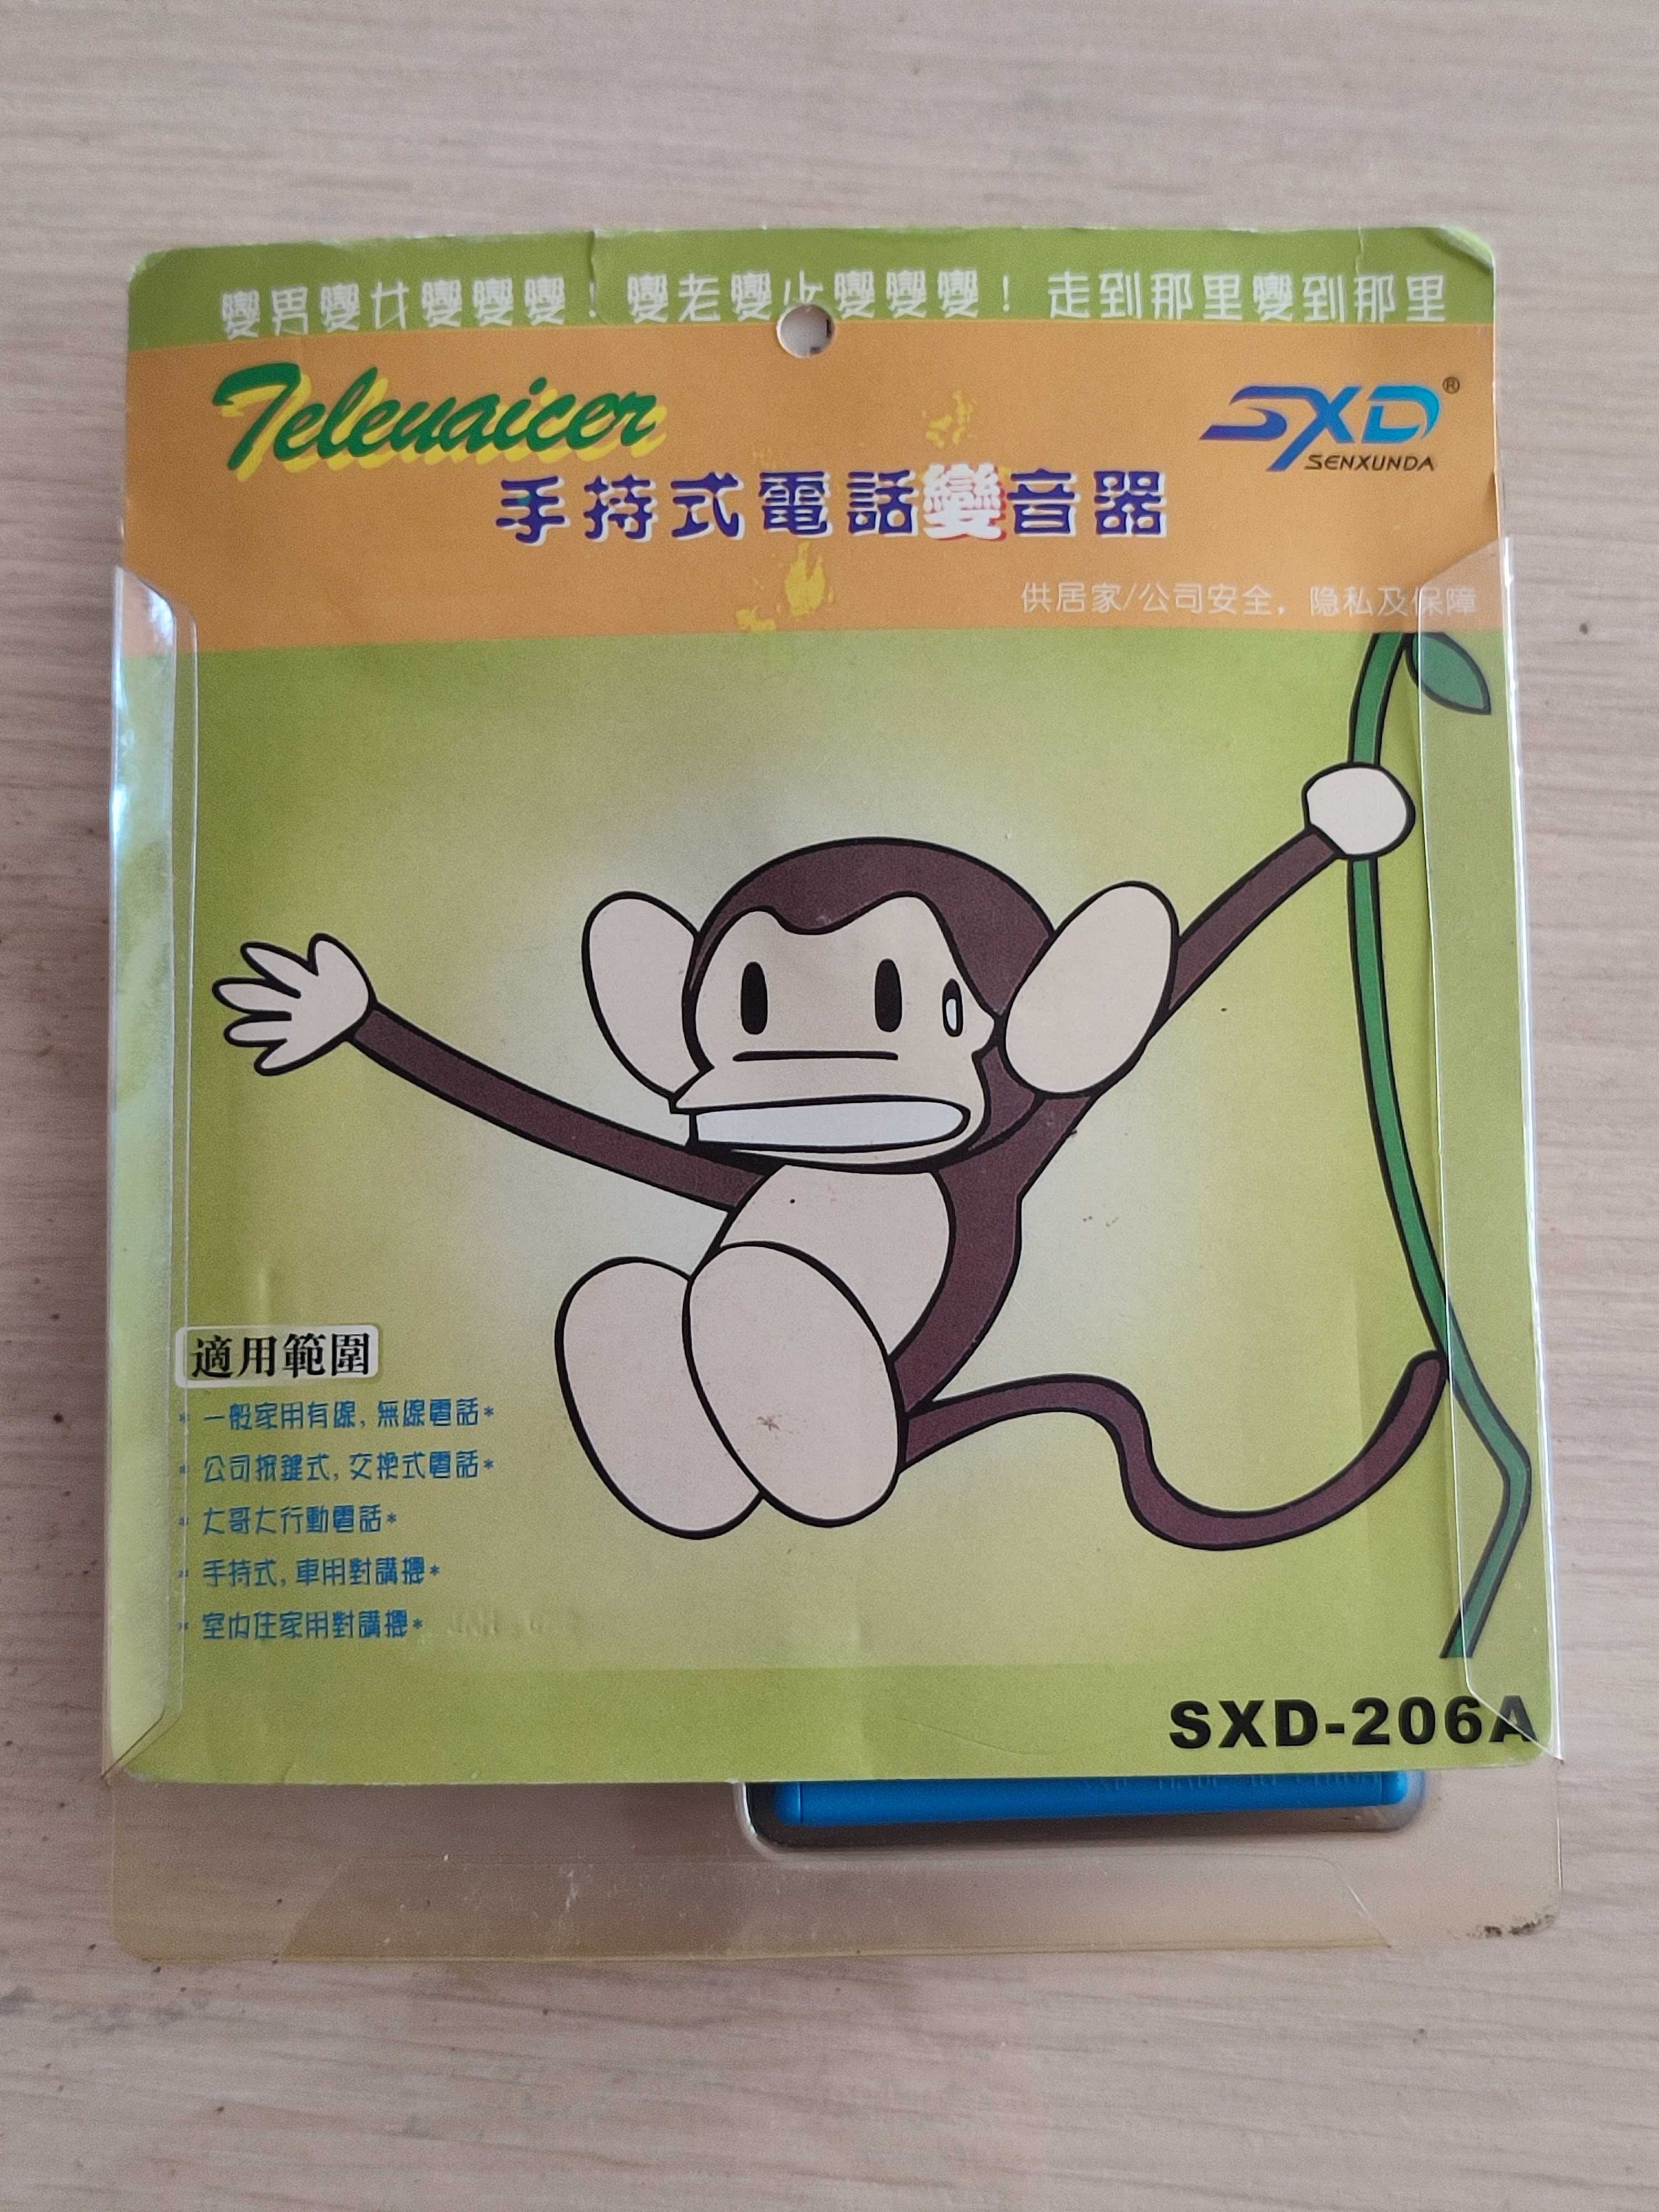 變男變女變變變！變老變少變變變！走到那里變到那里
Televaicer
SXD®
SENXUNDA
手持式電話變音器
供居家/公司安全，隐私及保障
適用範圍
* 一般家用有線,無線電話*
* 公司按鍵式,交換式電話*
* 大哥大行動電話*
* 手持式,車用對講機*
* 室內住家用對講機*
SXD-206A